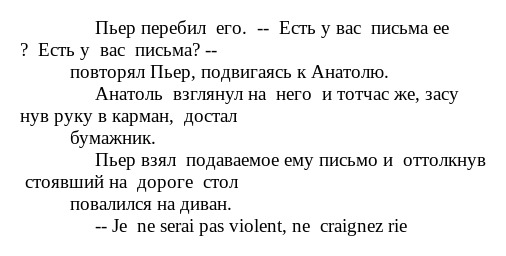 Пьер перебил его. -- Есть у вас письма ее
? Есть у вас письма? --
повторял Пьер, подвигаясь к Анатолю.
Анатоль взглянул на него и тотчас же, засу
нув руку в карман, достал
бумажник.
Пьер взял подаваемое ему письмо и оттолкнув
стоявший на дороге стол
повалился на диван.
-- Je ne serai pas violent, ne craignez rie